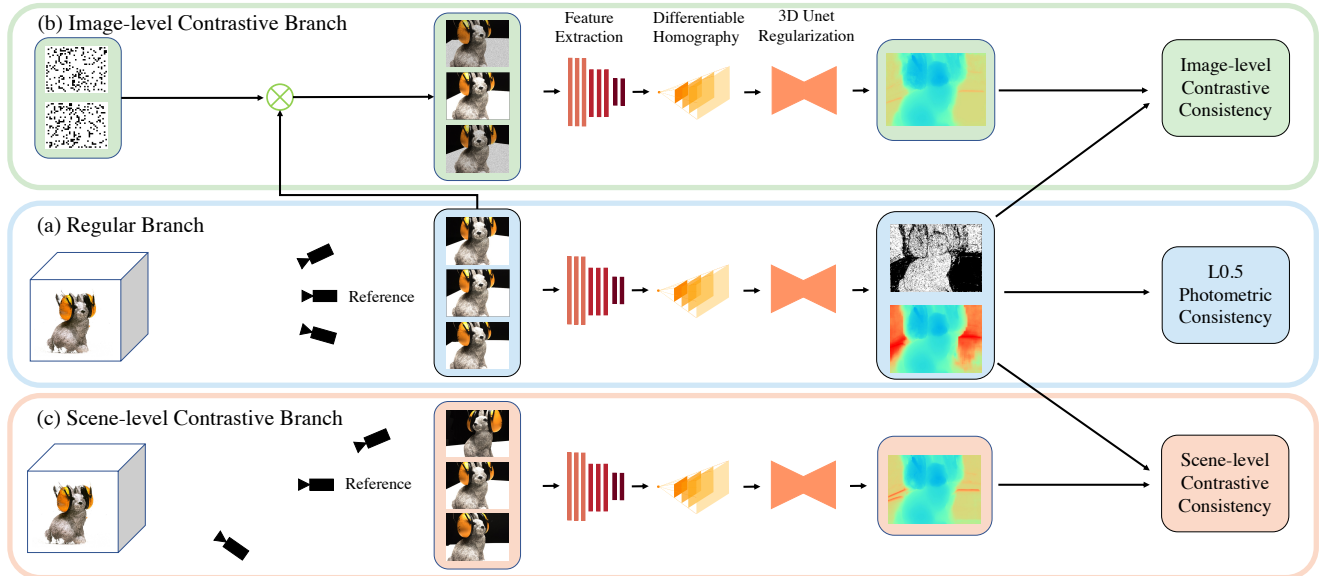 (b) Image-level Contrastive Branch
Feature
Extraction
Differentiable
Homography
3D Unet
Regularization
Image-level
Contrastive
Consistency
(a) Regular Branch
Reference
L0.5
Photometric
Consistency
(c) Scene-level Contrastive Branch
Reference
Scene-level
Contrastive
Consistency